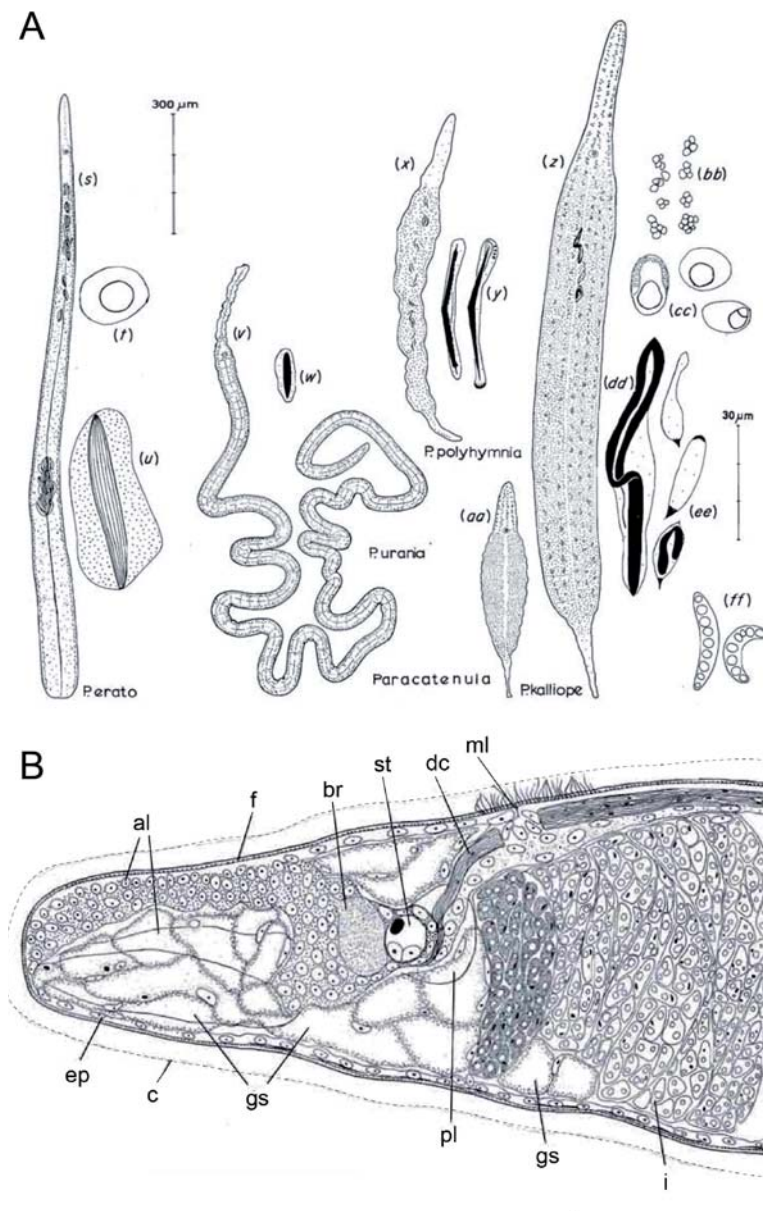 A
300 µm
(s)
(t)
(u)
P.erato
(v)
(w)
P.urania
(x)
(y)
P.polyhymnia
(z)
(aa)
Paracatenula
P.kalliope
(bb)
(cc)
(dd)
30 µm
(ee)
(ff)
B
al
f
br
st
dc
ml
ep
c
gs
pl
gs
i